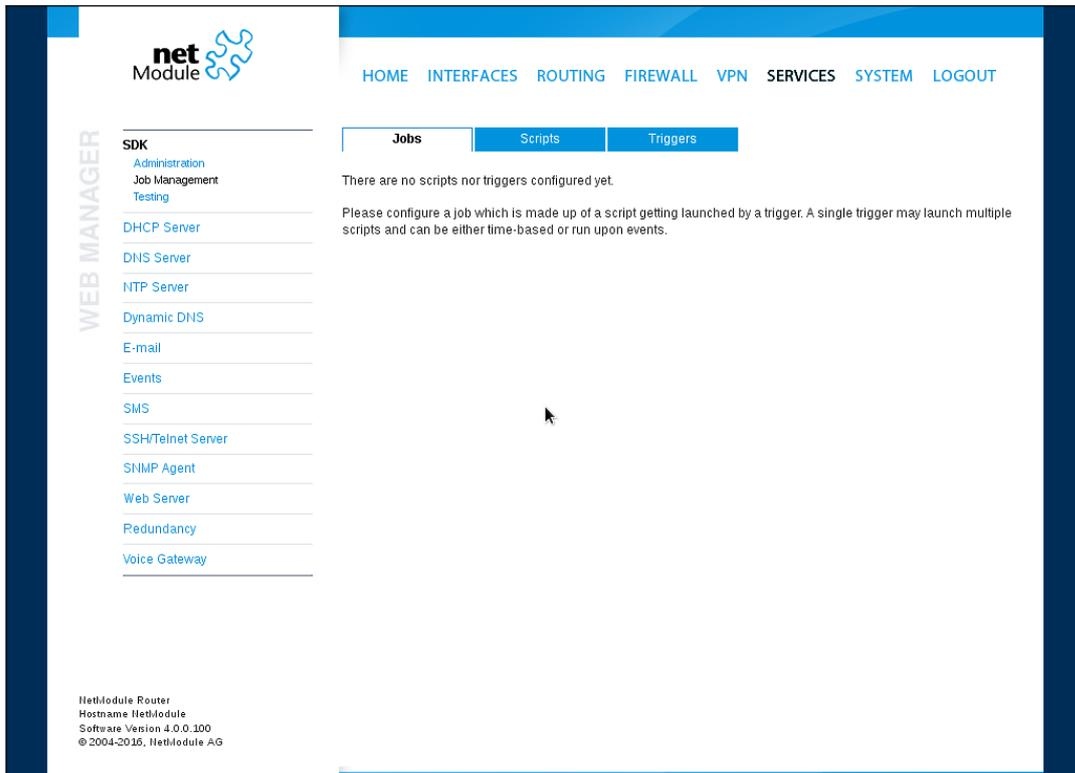 net
Module
HOME INTERFACES ROUTING FIREWALL VPN SERVICES SYSTEM LOGOUT
WEB MANAGER
SDK
Administration
Job Management
Testing
DHCP Server
DNS Server
NTP Server
Dynamic DNS
E-mail
Events
SMS
SSH/Telnet Server
SNMP Agent
Web Server
Redundancy
Voice Gateway
Jobs Scripts Triggers
There are no scripts nor triggers configured yet.
Please configure a job which is made up of a script getting launched by a trigger. A single trigger may launch multiple
scripts and can be either time-based or run upon events.
NetModule Router
Hostname NetModule
Software Version 4.0.0.100
© 2004-2016, NetModule AG